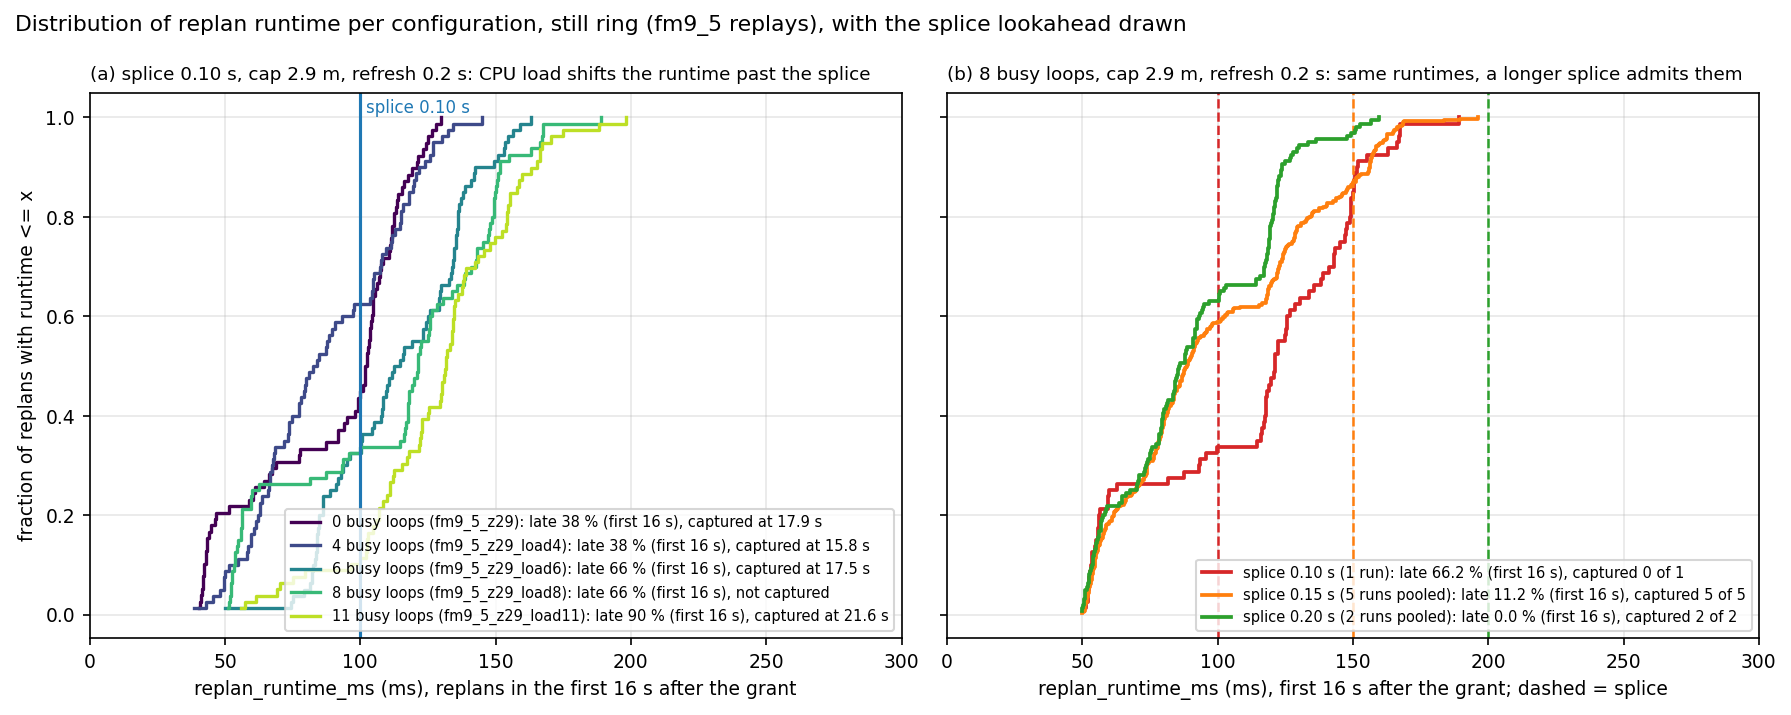 Distribution of replan runtime per configuration, still ring (fm9_5 replays), with the splice lookahead drawn
(a) splice 0.10 s, cap 2.9 m, refresh 0.2 s: CPU load shifts the runtime past the splice
splice 0.10 s
1.0
0.8
0.6
0.4
0.2
0.0
fraction of replans with runtime <= x
0 busy loops (fm9_5_z29): late 38 % (first 16 s), captured at 17.9 s
4 busy loops (fm9_5_z29_load4): late 38 % (first 16 s), captured at 15.8 s
6 busy loops (fm9_5_z29_load6): late 66 % (first 16 s), captured at 17.5 s
8 busy loops (fm9_5_z29_load8): late 66 % (first 16 s), not captured
11 busy loops (fm9_5_z29_load11): late 90 % (first 16 s), captured at 21.6 s
0 50 100 150 200 250 300
replan_runtime_ms (ms), replans in the first 16 s after the grant
(b) 8 busy loops, cap 2.9 m, refresh 0.2 s: same runtimes, a longer splice admits them
splice 0.10 s (1 run): late 66.2 % (first 16 s), captured 0 of 1
splice 0.15 s (5 runs pooled): late 11.2 % (first 16 s), captured 5 of 5
splice 0.20 s (2 runs pooled): late 0.0 % (first 16 s), captured 2 of 2
0 50 100 150 200 250 300
replan_runtime_ms (ms), first 16 s after the grant; dashed = splice